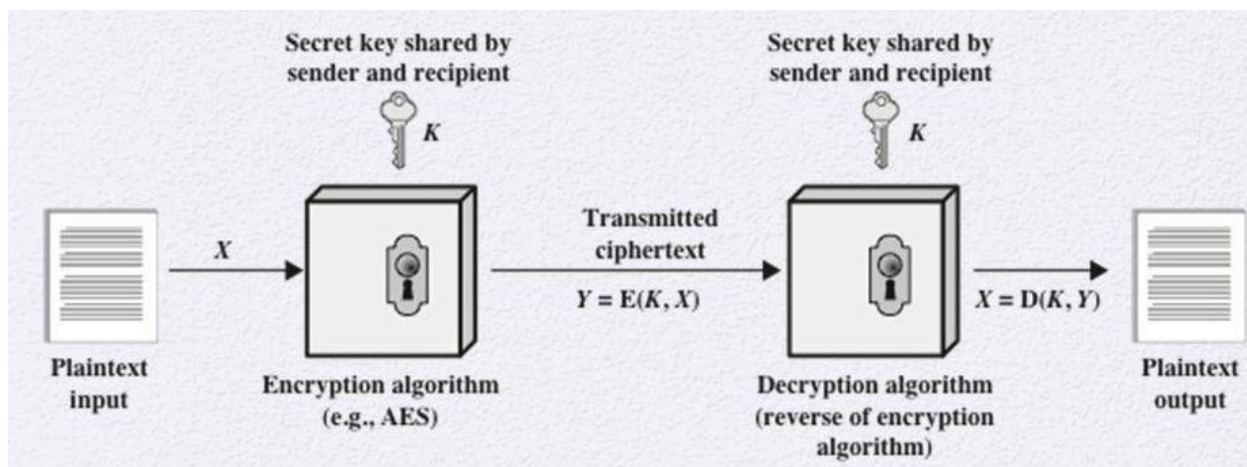 Secret key shared by
sender and recipient
K
Secret key shared by
sender and recipient
K
X
Transmitted
ciphertext
Y = E(K, X)
X = D(K, Y)
Plaintext
input
Encryption algorithm
(e.g., AES)
Decryption algorithm
(reverse of encryption
algorithm)
Plaintext
output